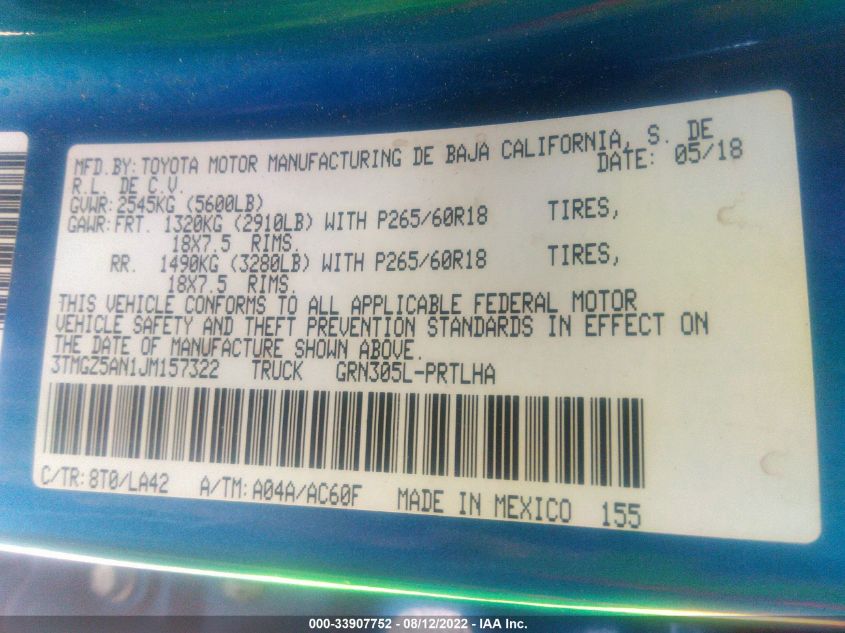 MFD.BY: TOYOTA MOTOR MANUFACTURING DE BAJA CALIFORNIA, S. DE
R.L. DE C.V. DATE: 05/18
GVWR: 2545KG (5600LB)
GAWR: FRT. 1320KG (2910LB) WITH P265/60R18 TIRES,
18X7.5 RIMS.
RR. 1490KG (3280LB) WITH P265/60R18 TIRES,
18X7.5 RIMS.
THIS VEHICLE CONFORMS TO ALL APPLICABLE FEDERAL MOTOR
VEHICLE SAFETY AND THEFT PREVENTION STANDARDS IN EFFECT ON
THE DATE OF MANUFACTURE SHOWN ABOVE.
3TMGZ5AN1JM157322 TRUCK GRN305L-PRTLHA
C/TR: 8T0/LA42 A/TM: A04A/AC60F MADE IN MEXICO 155
000-33907752 - 08/12/2022 - IAA Inc.